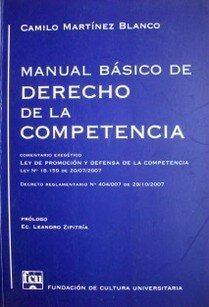 CAMILO MARTÍNEZ BLANCO
MANUAL BÁSICO DE
DERECHO
DE LA
COMPETENCIA
COMENTARIO EXEGÉTICO
LEY DE PROMOCIÓN Y DEFENSA DE LA COMPETENCIA
LEY Nº 18.159 DE 20/07/2007
DECRETO REGLAMENTARIO Nº 404/007 DE 29/10/2007
PRÓLOGO
EC. LEANDRO ZIPITRÍA
fcu
FUNDACIÓN DE CULTURA UNIVERSITARIA